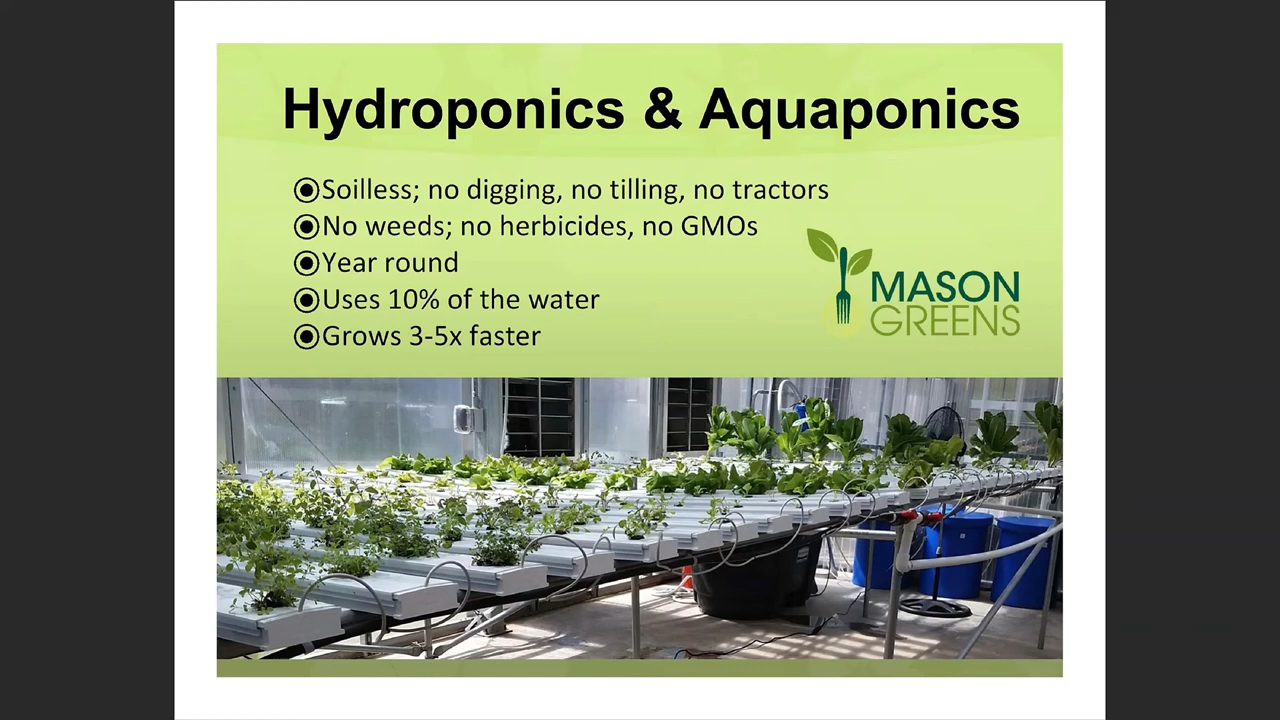 Hydroponics & Aquaponics
Soilless; no digging, no tilling, no tractors
No weeds; no herbicides, no GMOs
Year round
Uses 10% of the water
Grows 3-5x faster
MASON
GREENS